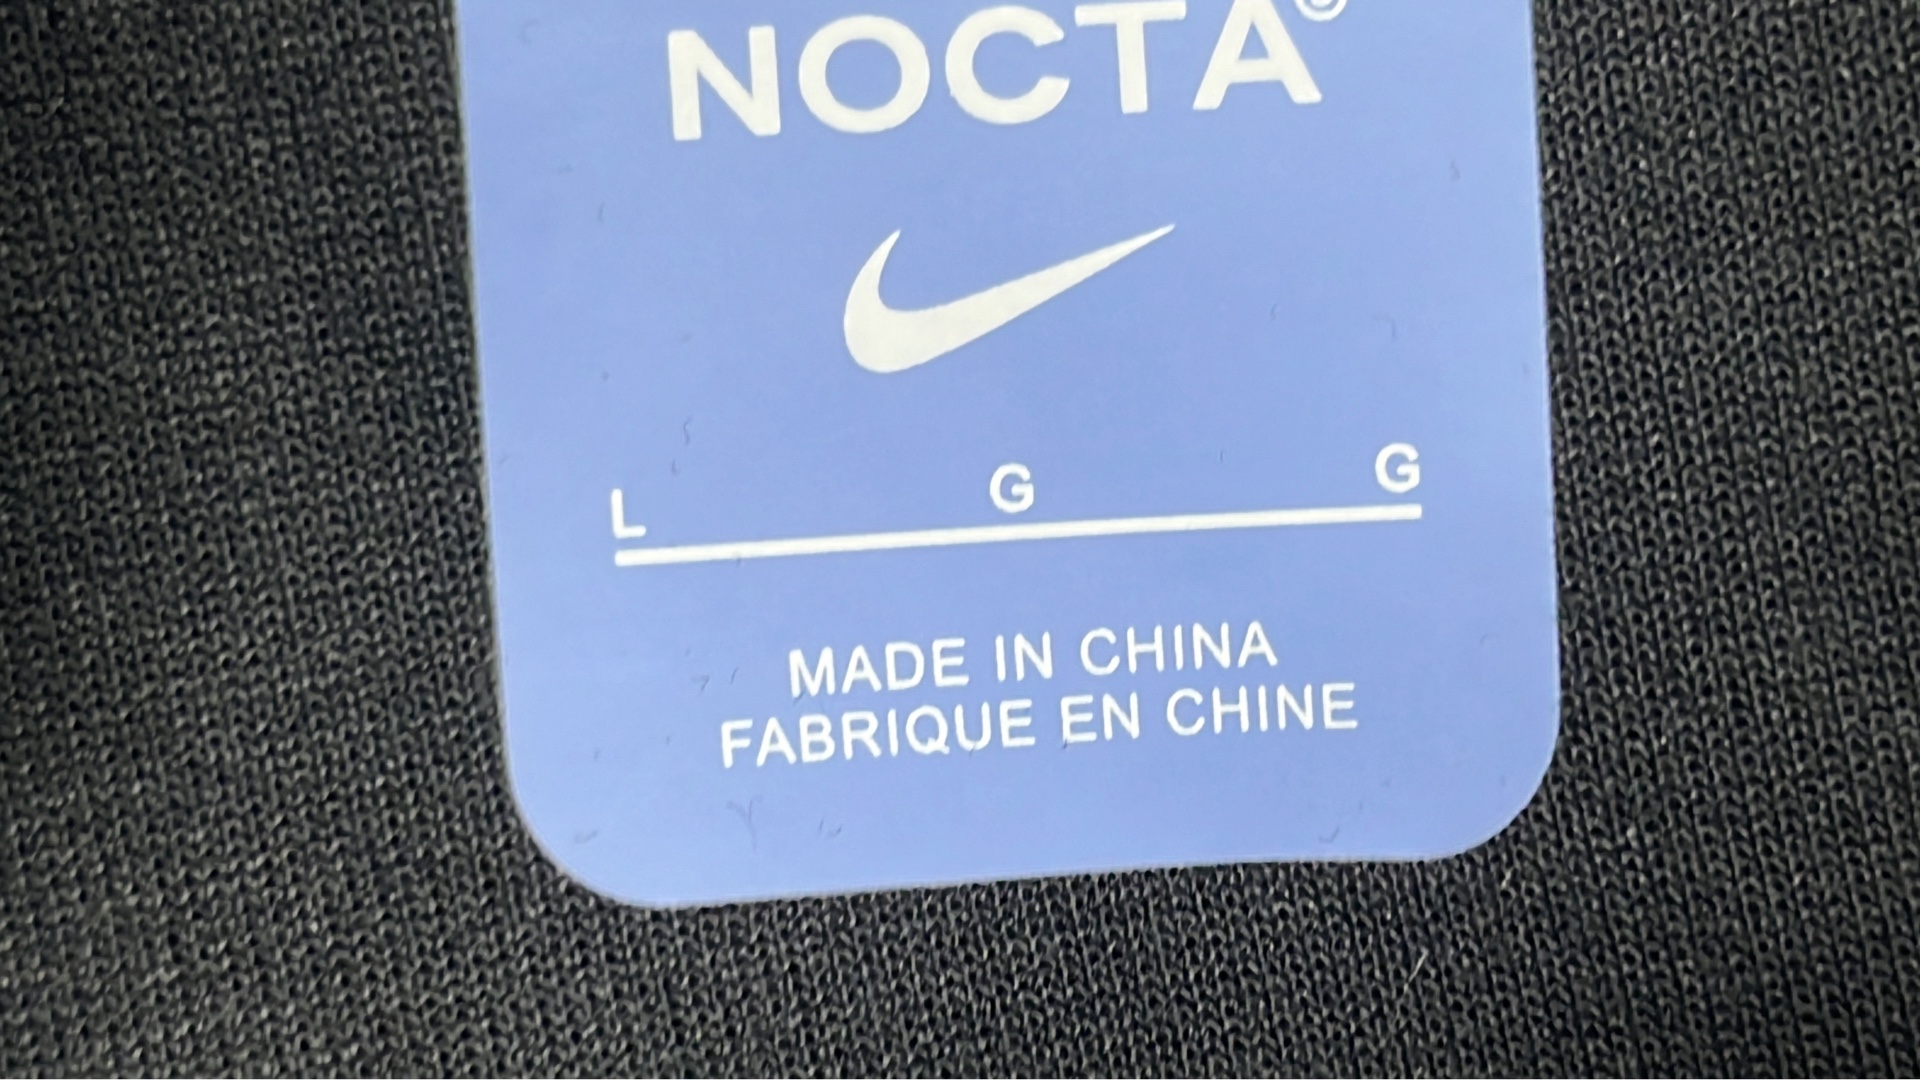 NOCTA®
L G G
MADE IN CHINA
FABRIQUE EN CHINE